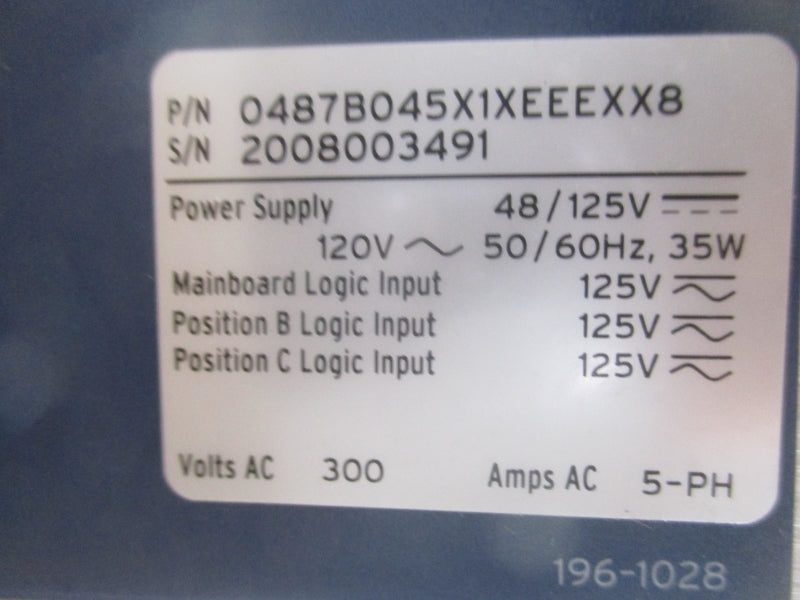 P/N 0487B045X1XEEEXX8
S/N 2008003491
Power Supply 48/125V ⎓
120V ∼ 50/60Hz, 35W
Mainboard Logic Input 125V ⏦
Position B Logic Input 125V ⏦
Position C Logic Input 125V ⏦
Volts AC 300 Amps AC 5-PH
196-1028